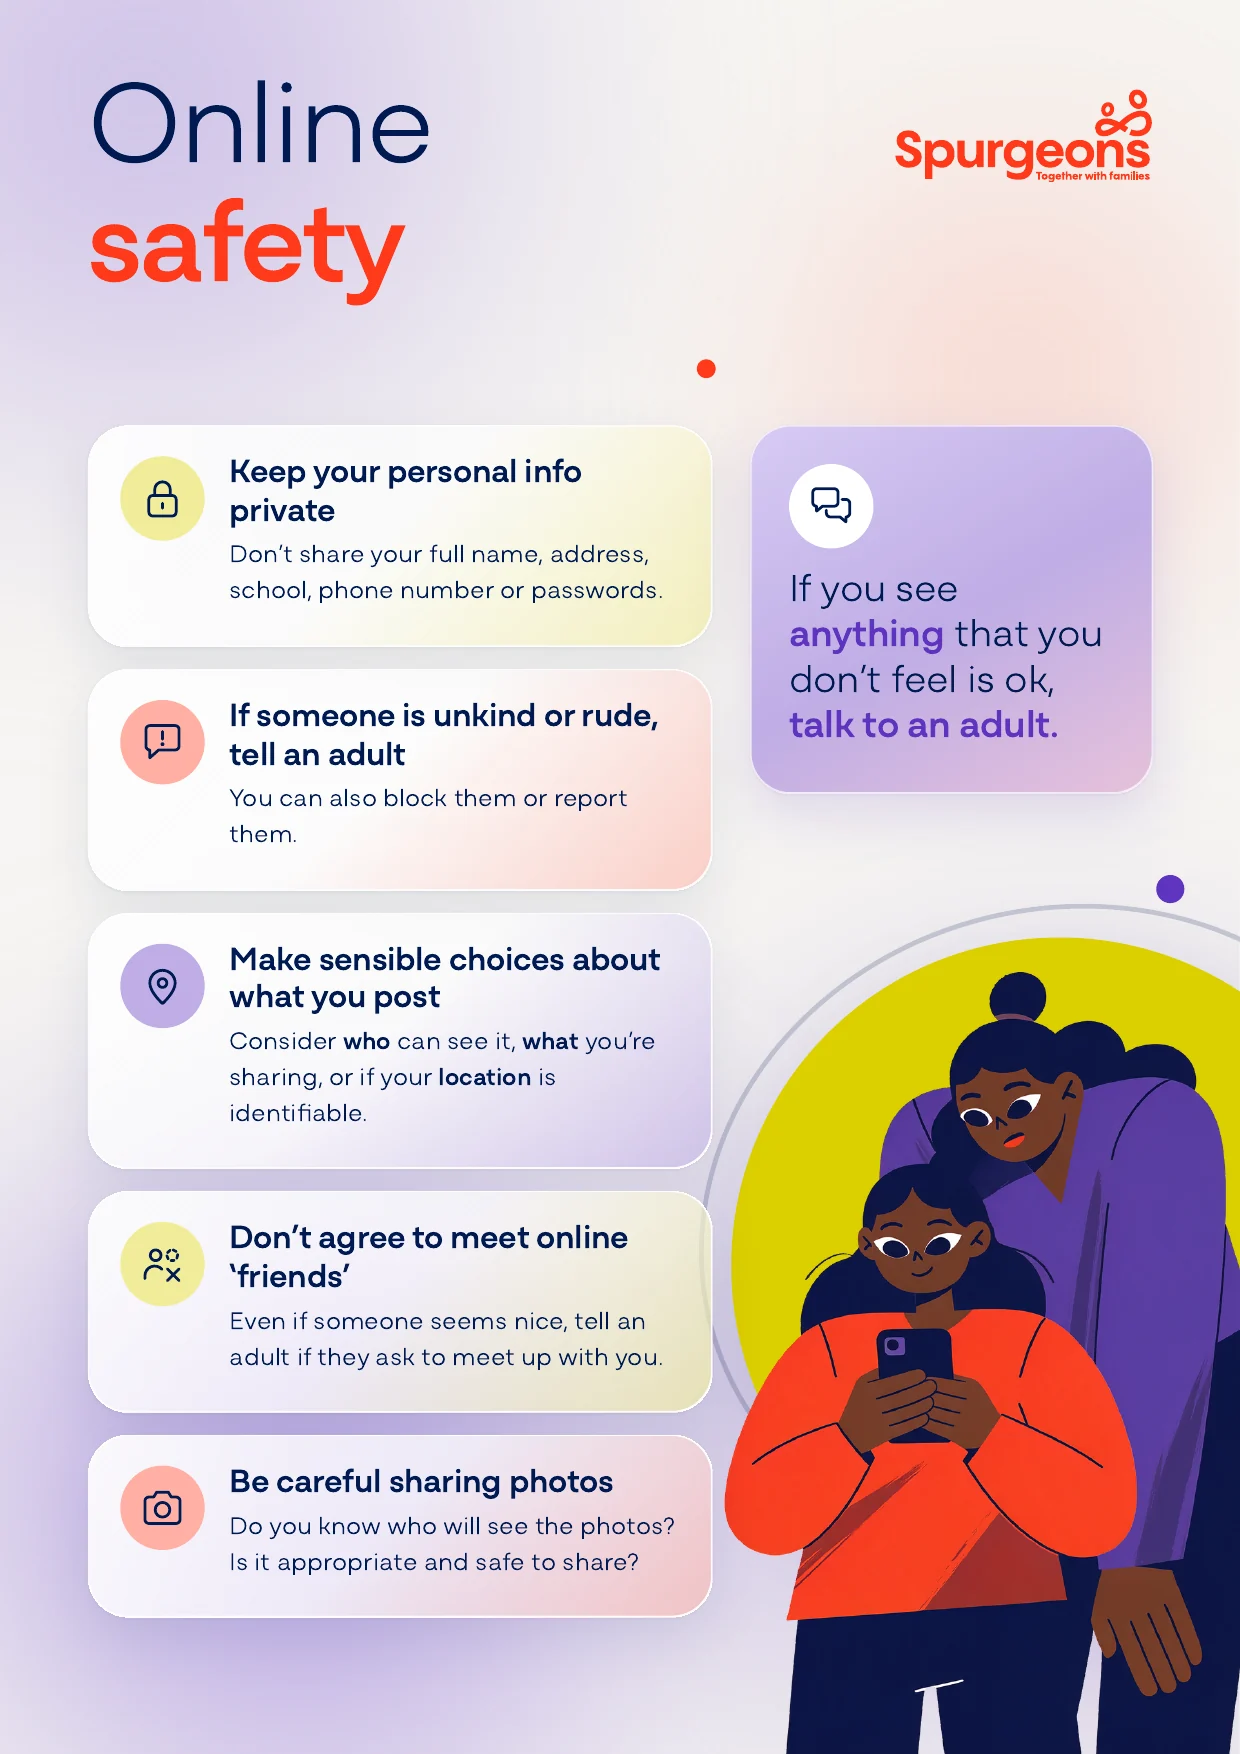 Online
safety
Spurgeons
Together with families
Keep your personal info
private
Don’t share your full name, address,
school, phone number or passwords.
If someone is unkind or rude,
tell an adult
You can also block them or report
them.
Make sensible choices about
what you post
Consider who can see it, what you’re
sharing, or if your location is
identifiable.
Don’t agree to meet online
‘friends’
Even if someone seems nice, tell an
adult if they ask to meet up with you.
Be careful sharing photos
Do you know who will see the photos?
Is it appropriate and safe to share?
If you see
anything that you
don’t feel is ok,
talk to an adult.